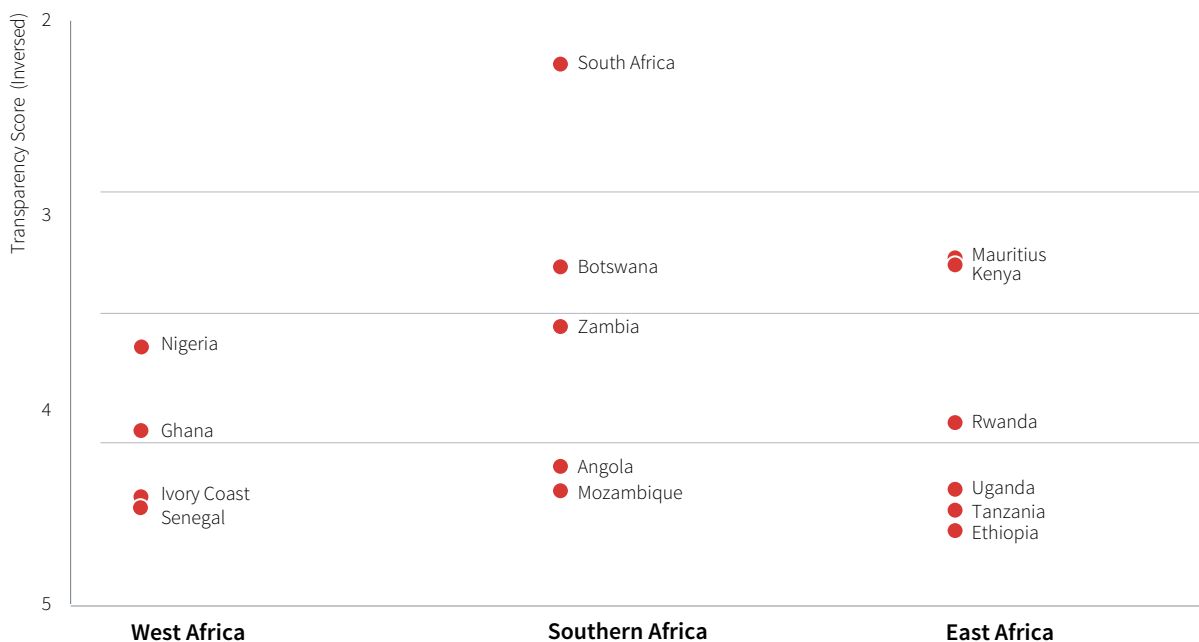 Transparency Score (Inversed)
2
3
4
5
South Africa
Botswana
Mauritius
Kenya
Zambia
Nigeria
Ghana
Rwanda
Angola
Mozambique
Ivory Coast
Senegal
Uganda
Tanzania
Ethiopia
West Africa
Southern Africa
East Africa